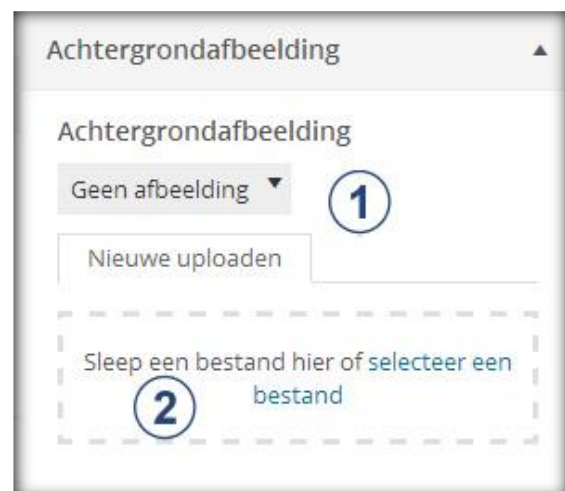 Achtergrondafbeelding
Achtergrondafbeelding
Geen afbeelding
1
Nieuwe uploaden
Sleep een bestand hier of selecteer een
bestand
2